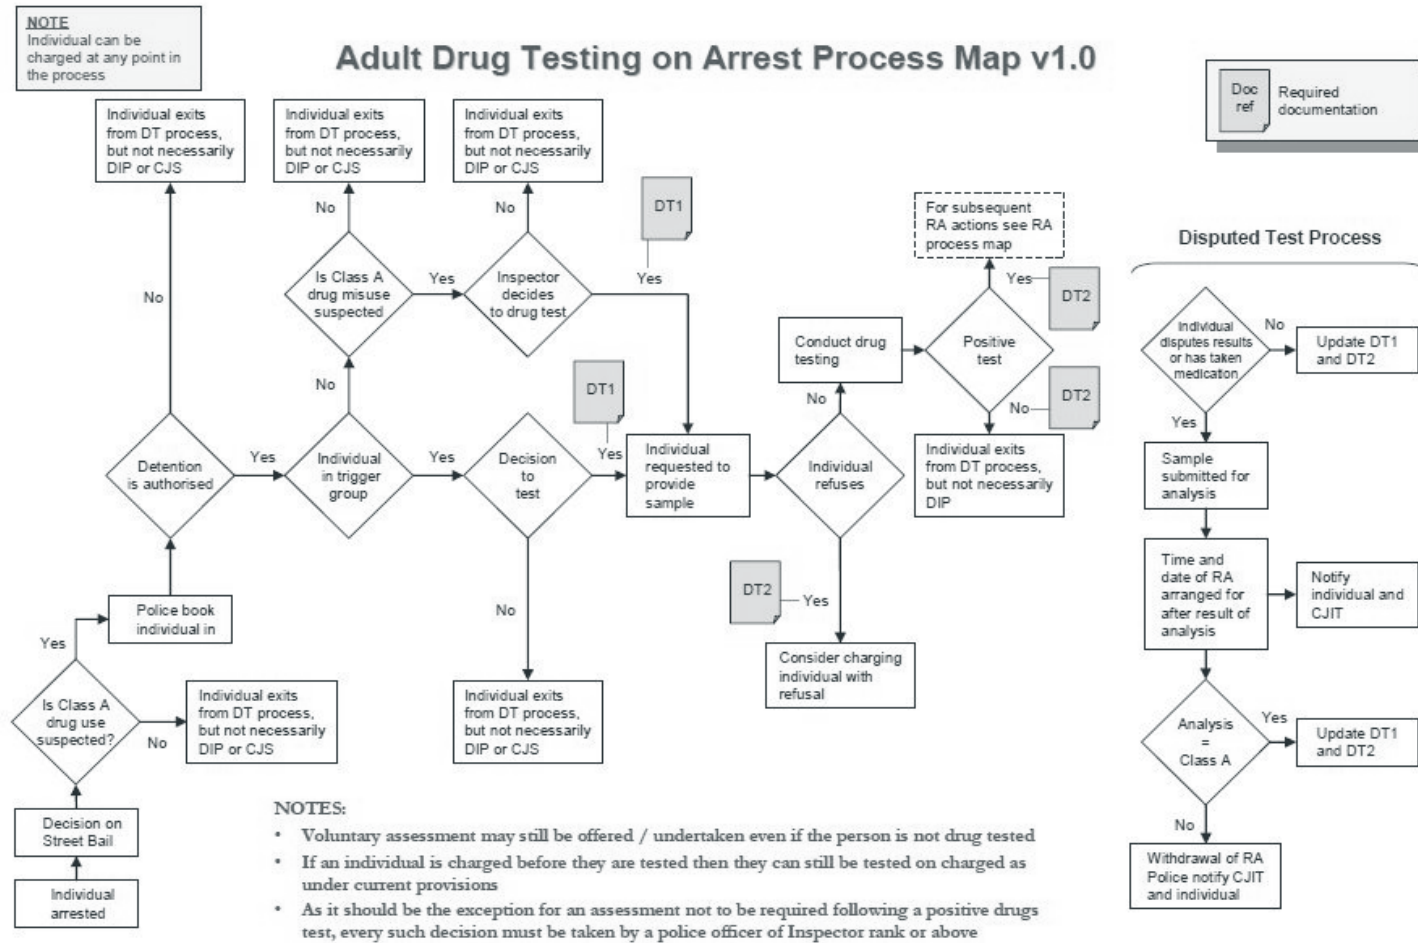 NOTE
Individual can be
charged at any point in
the process
Adult Drug Testing on Arrest Process Map v1.0
Doc
ref
Required
documentation
Individual exits
from DT process,
but not necessarily
DIP or CJS
Individual exits
from DT process,
but not necessarily
DIP or CJS
Individual exits
from DT process,
but not necessarily
DIP or CJS
No
No
No
DT1
Is Class A
drug misuse
suspected
Yes
Inspector
decides
to drug test
Yes
For subsequent
RA actions see RA
process map
Yes
DT2
Conduct drug
testing
Positive
test
No
DT2
Individual exits
from DT process,
but not necessarily
DIP
No
DT1
Detention
is authorised
Yes
Individual
in trigger
group
Yes
Decision
to
test
Yes
Individual
requested to
provide
sample
No
Individual
refuses
DT2
Yes
Consider charging
individual with
refusal
No
Individual exits
from DT process,
but not necessarily
DIP or CJS
Police book
individual in
Yes
Is Class A
drug use
suspected?
No
Individual exits
from DT process,
but not necessarily
DIP or CJS
Decision on
Street Bail
Individual
arrested
Disputed Test Process
Individual
disputes results
or has taken
medication
No
Update DT1
and DT2
Yes
Sample
submitted for
analysis
Time and
date of RA
arranged for
after result of
analysis
Notify
individual and
CJIT
Analysis
=
Class A
Yes
Update DT1
and DT2
No
Withdrawal of RA
Police notify CJIT
and individual
NOTES:
• Voluntary assessment may still be offered / undertaken even if the person is not drug tested
• If an individual is charged before they are tested then they can still be tested on charged as
under current provisions
• As it should be the exception for an assessment not to be required following a positive drugs
test, every such decision must be taken by a police officer of Inspector rank or above